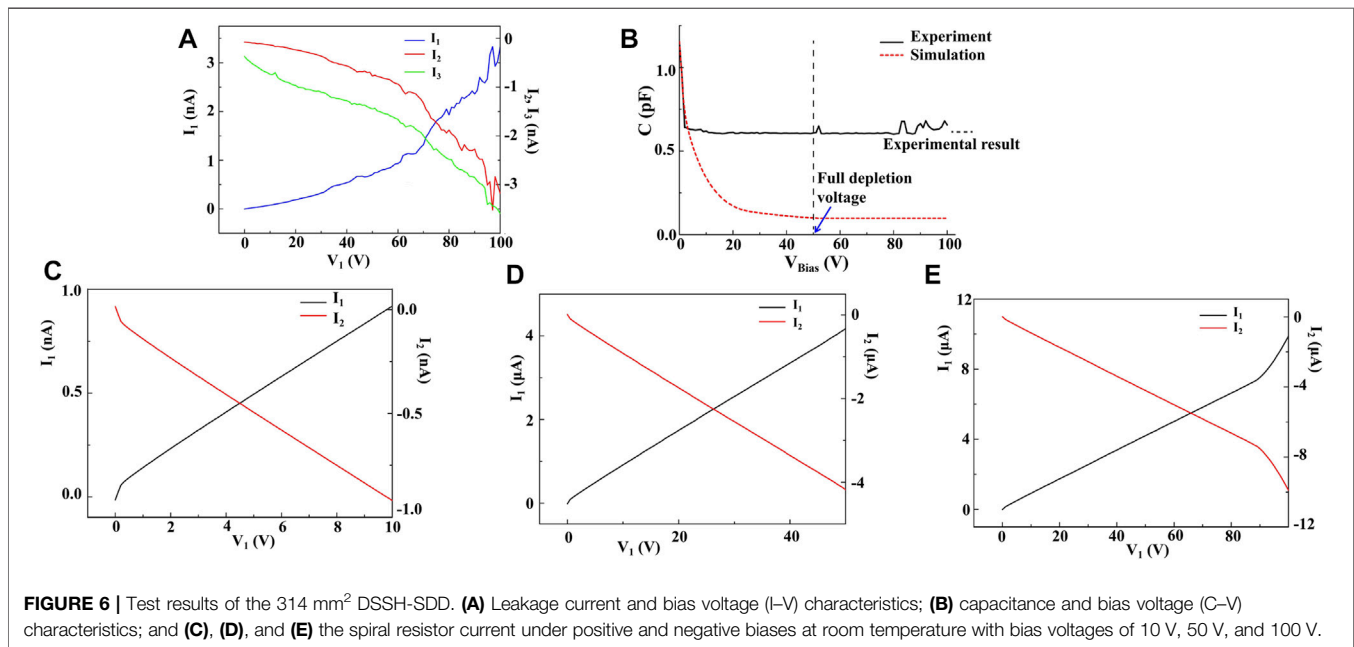 A
I₁
I₂
I₃
3
2
1
0
I₁ (nA)
0
-1
-2
-3
I₂, I₃ (nA)
0 20 40 60 80 100
V₁ (V)
B
Experiment
Simulation
1.0
0.5
0.0
C (pF)
Experimental result
Full depletion
voltage
0 20 40 60 80 100
V_Bias (V)
C
I₁
I₂
1.0
0.5
0.0
I₁ (nA)
0.0
-0.5
-1.0
I₂ (nA)
0 2 4 6 8 10
V₁ (V)
D
I₁
I₂
4
2
0
I₁ (μA)
0
-2
-4
I₂ (μA)
0 20 40
V₁ (V)
E
I₁
I₂
12
8
4
0
I₁ (μA)
0
-4
-8
-12
I₂ (μA)
0 20 40 60 80
V₁ (V)
FIGURE 6 | Test results of the 314 mm² DSSH-SDD. (A) Leakage current and bias voltage (I–V) characteristics; (B) capacitance and bias voltage (C–V)
characteristics; and (C), (D), and (E) the spiral resistor current under positive and negative biases at room temperature with bias voltages of 10 V, 50 V, and 100 V.